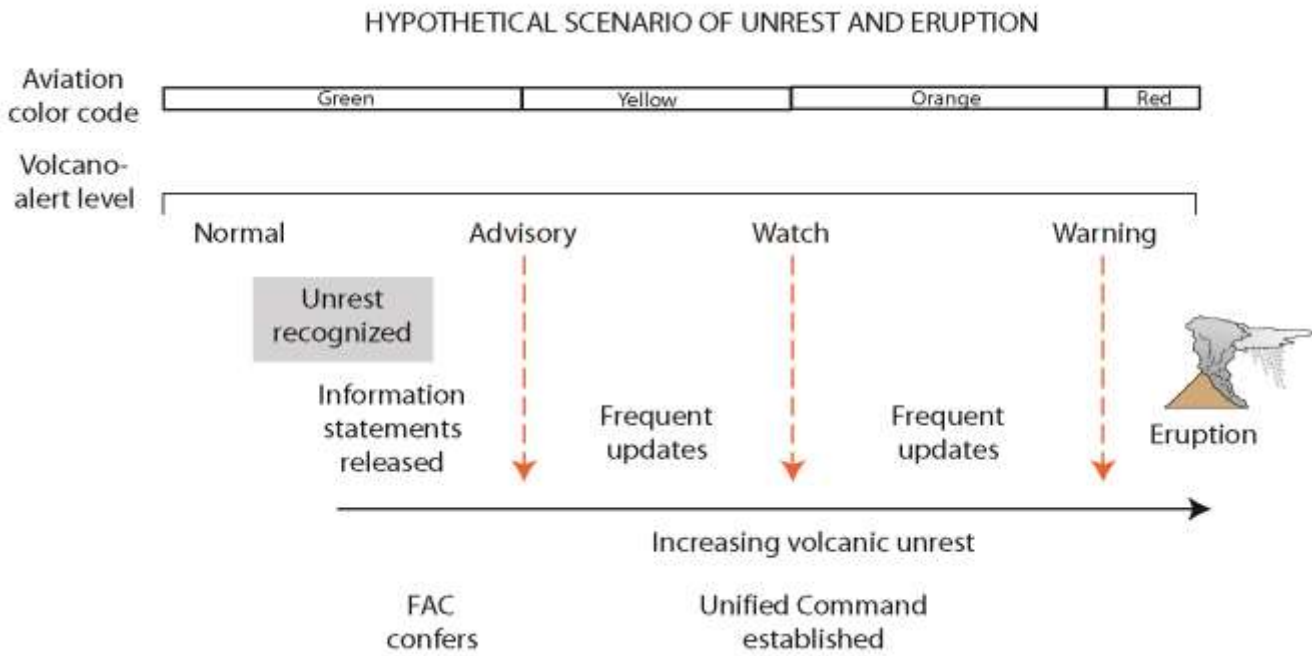 HYPOTHETICAL SCENARIO OF UNREST AND ERUPTION
Aviation
color code
Green
Yellow
Orange
Red
Volcano-
alert level
Normal
Advisory
Watch
Warning
Unrest
recognized
Information
statements
released
Frequent
updates
Frequent
updates
Eruption
Increasing volcanic unrest
FAC
confers
Unified Command
established